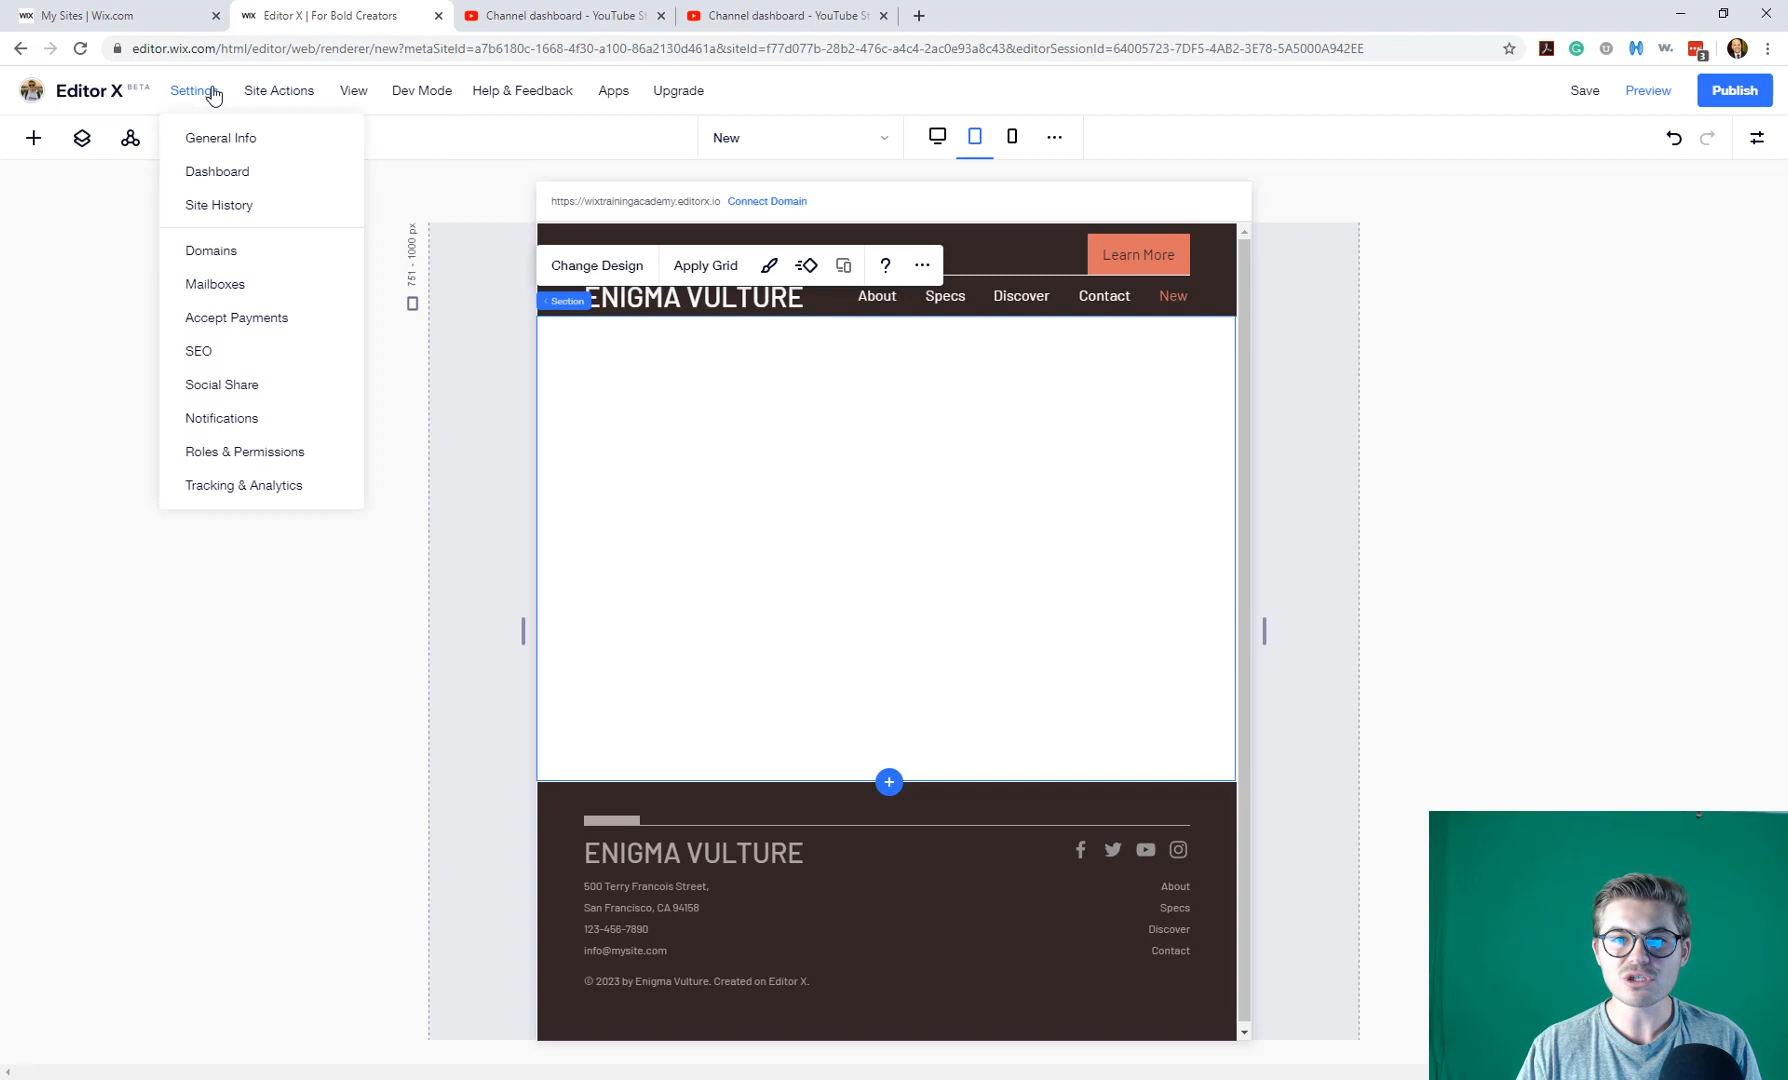 WIX My Sites | Wix.com
WIX Editor X | For Bold Creators
Channel dashboard - YouTube St
Channel dashboard - YouTube St
editor.wix.com/html/editor/web/renderer/new?metaSiteId=a7b6180c-1668-4f30-a100-86a2130d461a&siteId=f77d077b-28b2-476c-a4c4-2ac0e93a8c43&editorSessionId=64005723-7DF5-4AB2-3E78-5A5000A942EE
w. 3
Editor X BETA Settings Site Actions View Dev Mode Help & Feedback Apps Upgrade Save Preview Publish
New
General Info
Dashboard
Site History
Domains
Mailboxes
Accept Payments
SEO
Social Share
Notifications
Roles & Permissions
Tracking & Analytics
751 - 1000 px
https://wixtrainingacademy.editorx.io Connect Domain
Learn More
Change Design Apply Grid ?
Section
ENIGMA VULTURE About Specs Discover Contact New
ENIGMA VULTURE
500 Terry Francois Street,
San Francisco, CA 94158
123-456-7890
info@mysite.com
About
Specs
Discover
Contact
© 2023 by Enigma Vulture. Created on Editor X.